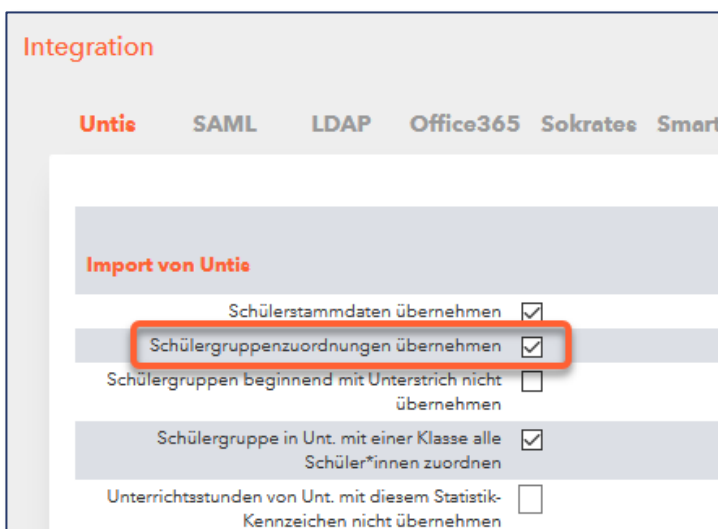 Integration
Untis SAML LDAP Office365 Sokrates Smart
Import von Untis
Schülerstammdaten übernehmen
Schülergruppenzuordnungen übernehmen
Schülergruppen beginnend mit Unterstrich nicht
übernehmen
Schülergruppe in Unt. mit einer Klasse alle
Schüler*innen zuordnen
Unterrichtsstunden von Unt. mit diesem Statistik-
Kennzeichen nicht übernehmen